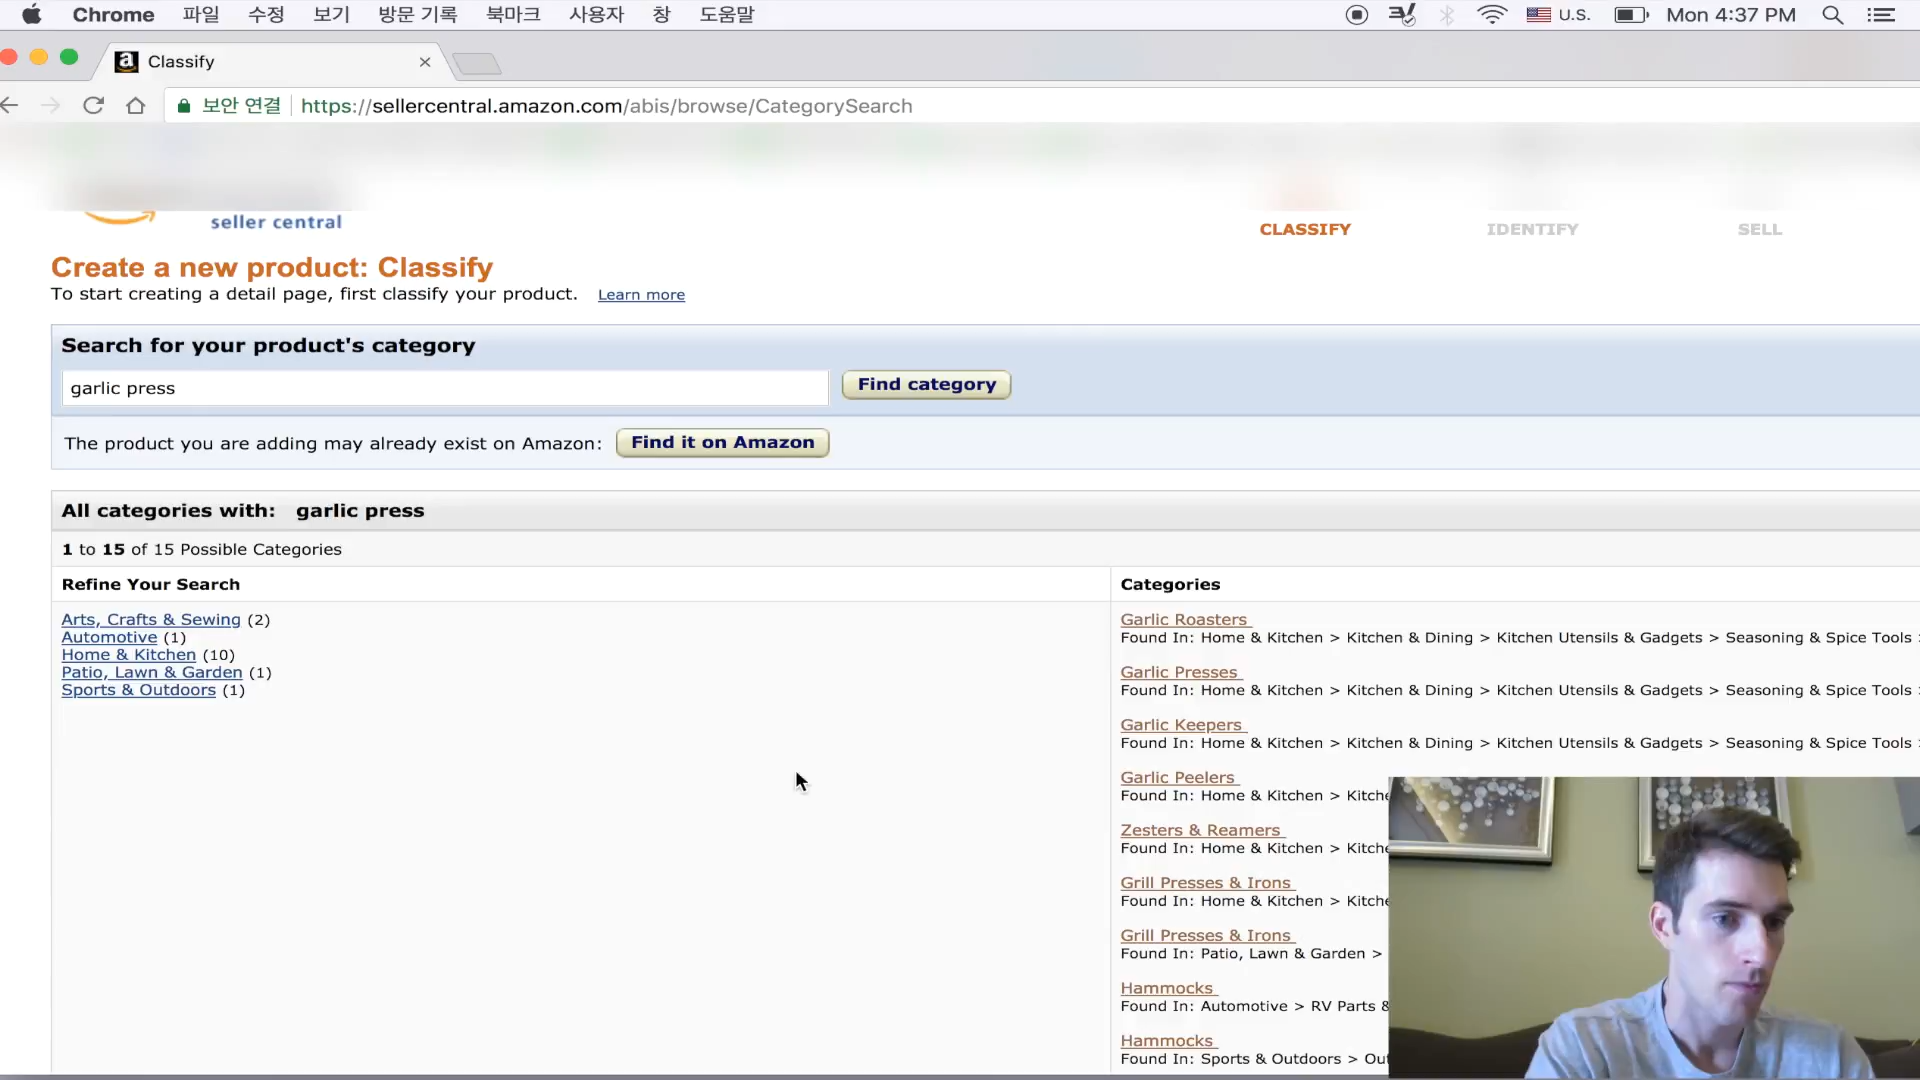 Chrome 파일 수정 보기 방문 기록 북마크 사용자 창 도움말 U.S. Mon 4:37 PM
Classify
보안 연결 https://sellercentral.amazon.com/abis/browse/CategorySearch
seller central
CLASSIFY IDENTIFY SELL
Create a new product: Classify
To start creating a detail page, first classify your product. Learn more
Search for your product's category
garlic press Find category
The product you are adding may already exist on Amazon: Find it on Amazon
All categories with: garlic press
1 to 15 of 15 Possible Categories
Refine Your Search
Arts, Crafts & Sewing (2)
Automotive (1)
Home & Kitchen (10)
Patio, Lawn & Garden (1)
Sports & Outdoors (1)
Categories
Garlic Roasters
Found In: Home & Kitchen > Kitchen & Dining > Kitchen Utensils & Gadgets > Seasoning & Spice Tools
Garlic Presses
Found In: Home & Kitchen > Kitchen & Dining > Kitchen Utensils & Gadgets > Seasoning & Spice Tools
Garlic Keepers
Found In: Home & Kitchen > Kitchen & Dining > Kitchen Utensils & Gadgets > Seasoning & Spice Tools
Garlic Peelers
Found In: Home & Kitchen > Kitche
Zesters & Reamers
Found In: Home & Kitchen > Kitche
Grill Presses & Irons
Found In: Home & Kitchen > Kitche
Grill Presses & Irons
Found In: Patio, Lawn & Garden >
Hammocks
Found In: Automotive > RV Parts &
Hammocks
Found In: Sports & Outdoors > Out